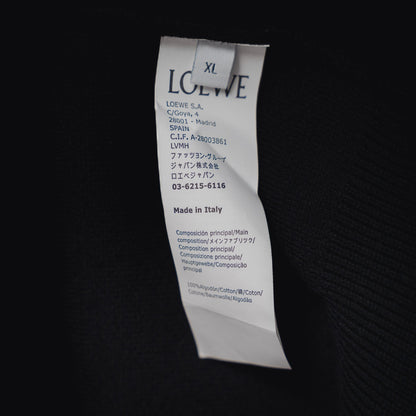 XL
LOEWE
LOEWE S.A.
C/Goya, 4
28001 - Madrid
SPAIN
C.I.F. A-28003861
LVMH
ファッション・グループ
ジャパン株式会社
ロエベジャパン
03-6215-6116
Made in Italy
Composición principal/Main
composition/メインファブリック/
Composition principal/
Composizione principale/
Hauptgewebe/Composição
principal
100%Algodón/Cotton/綿/Coton/
Cotone/Baumwolle/Algodão